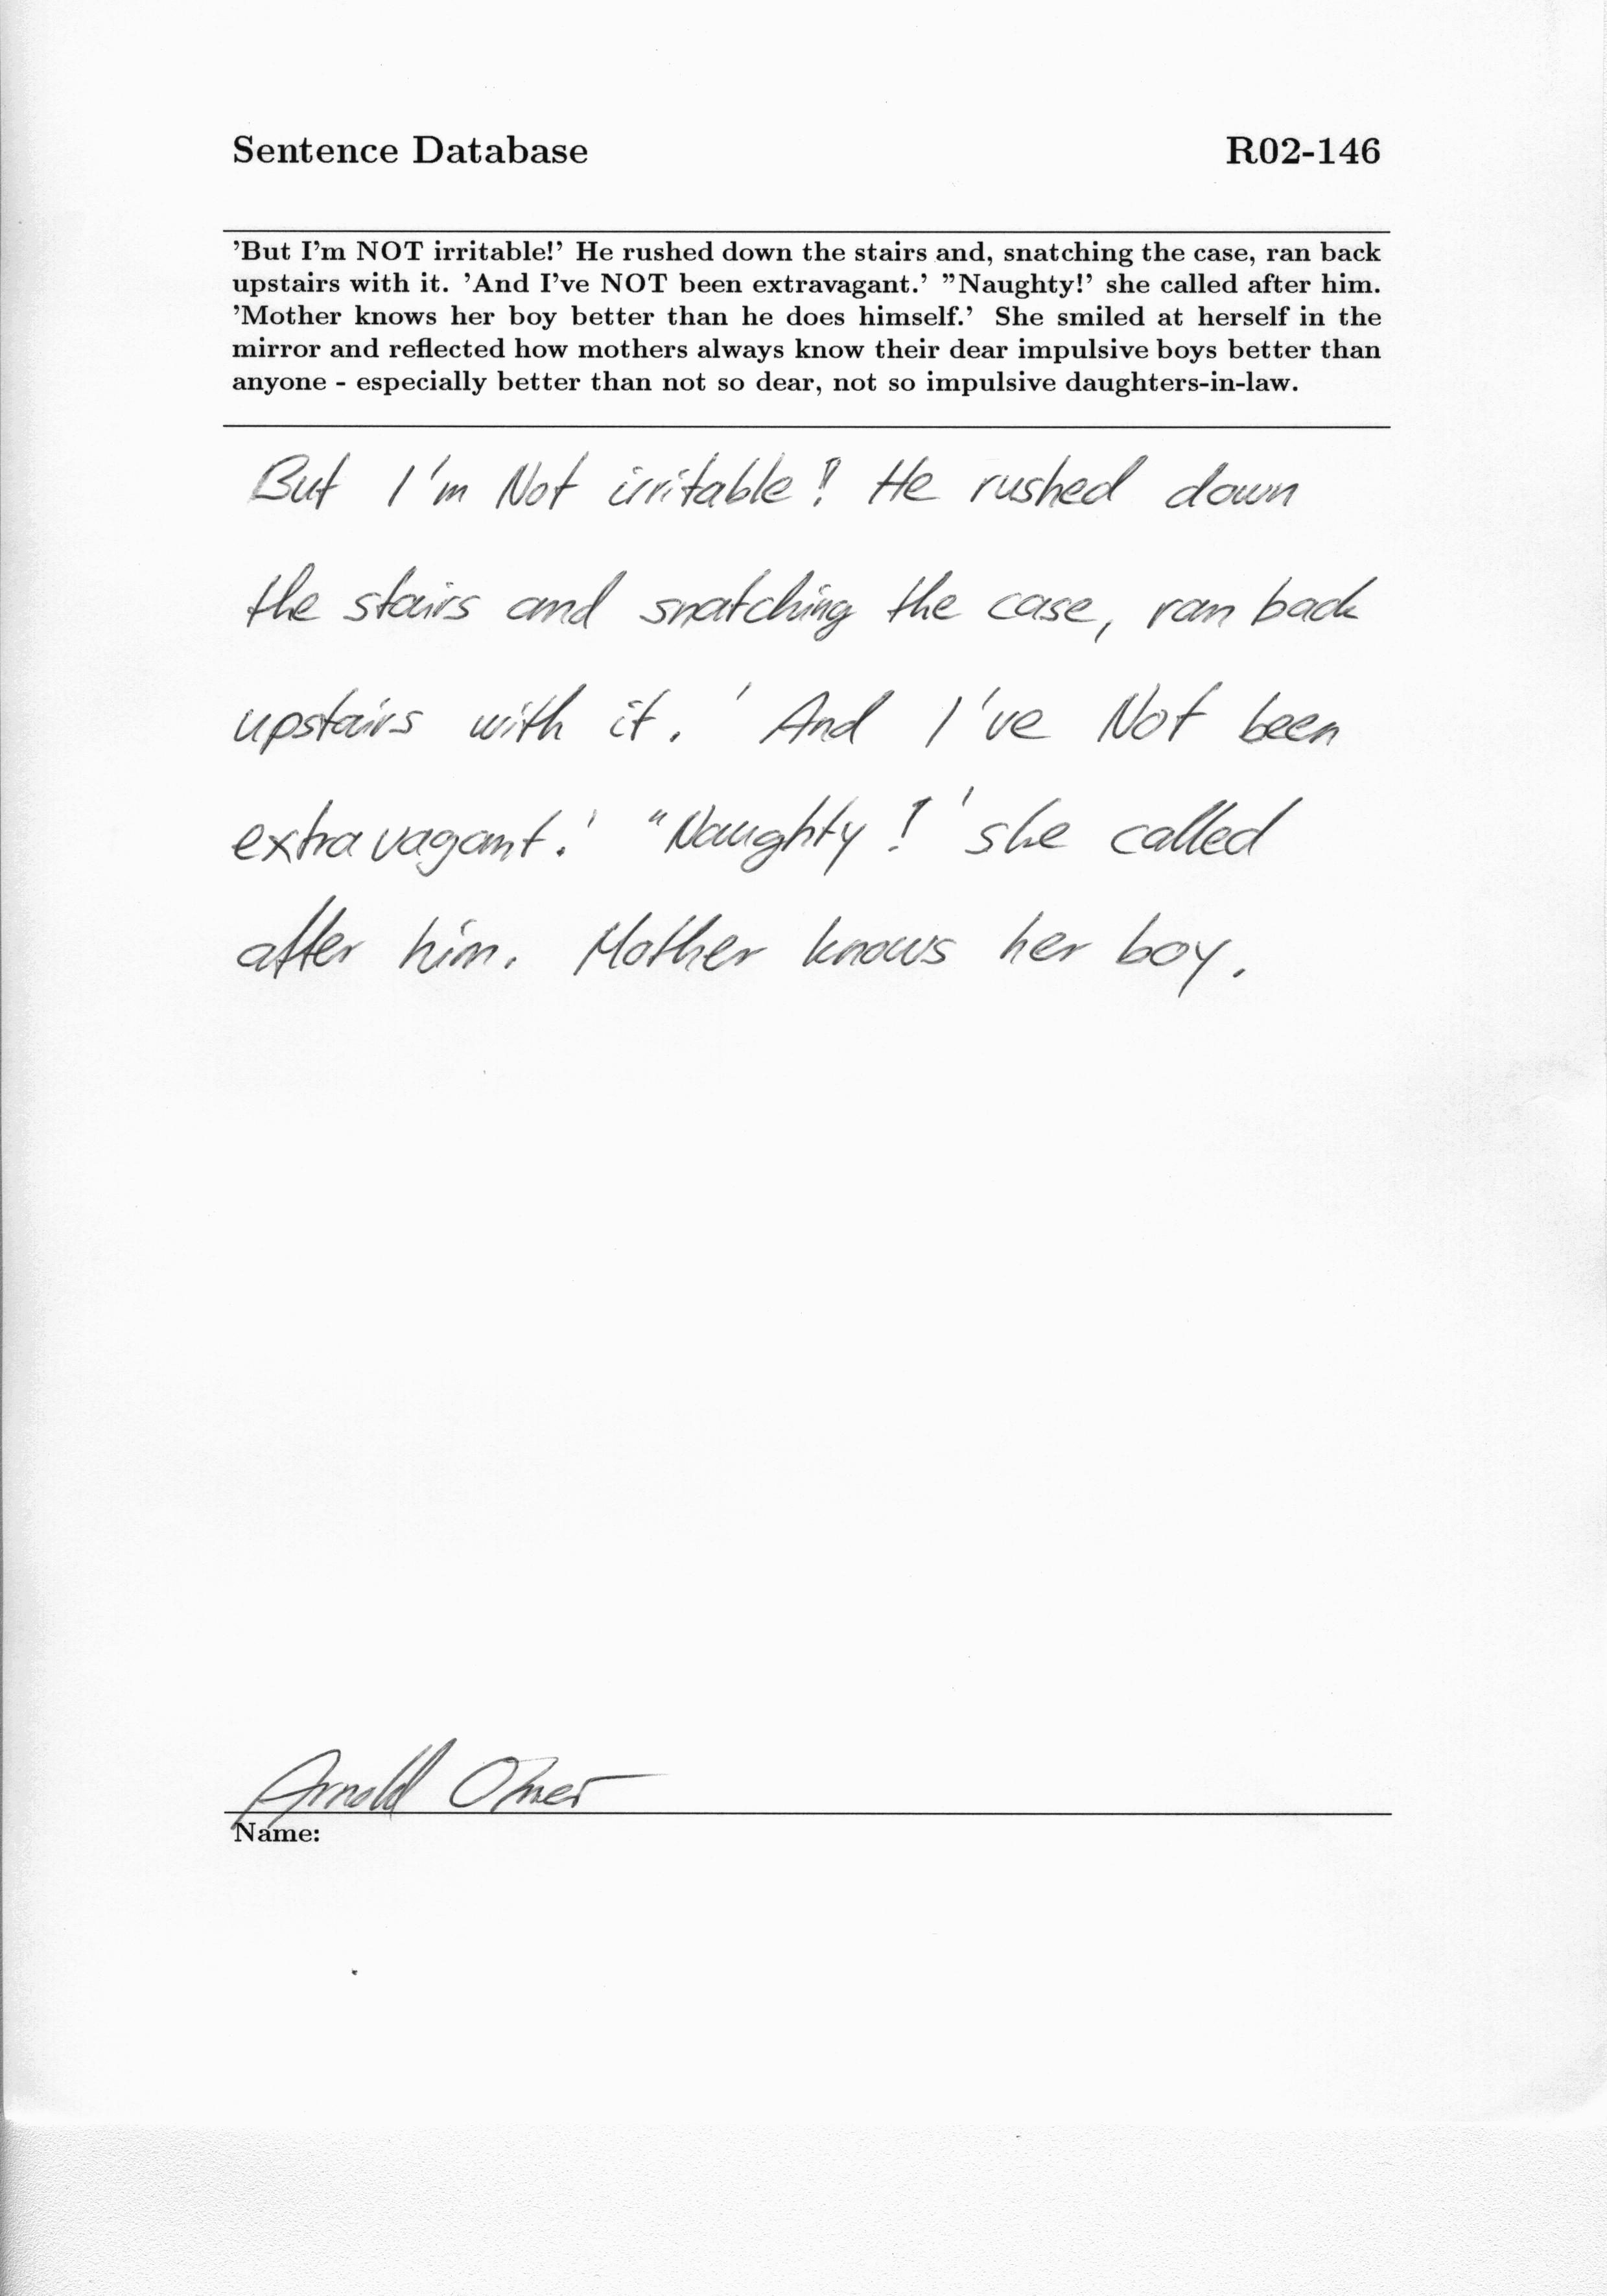 Sentence Database R02-146
'But I'm NOT irritable!' He rushed down the stairs and, snatching the case, ran back
upstairs with it. 'And I've NOT been extravagant.' "Naughty!' she called after him.
'Mother knows her boy better than he does himself.' She smiled at herself in the
mirror and reflected how mothers always know their dear impulsive boys better than
anyone - especially better than not so dear, not so impulsive daughters-in-law.
But I'm Not irritable! He rushed down
the stairs and snatching the case, ran back
upstairs with it. ' And I've Not been
extravagant.' "Naughty!' she called
after him. Mother knows her boy.
Arnold
Name: